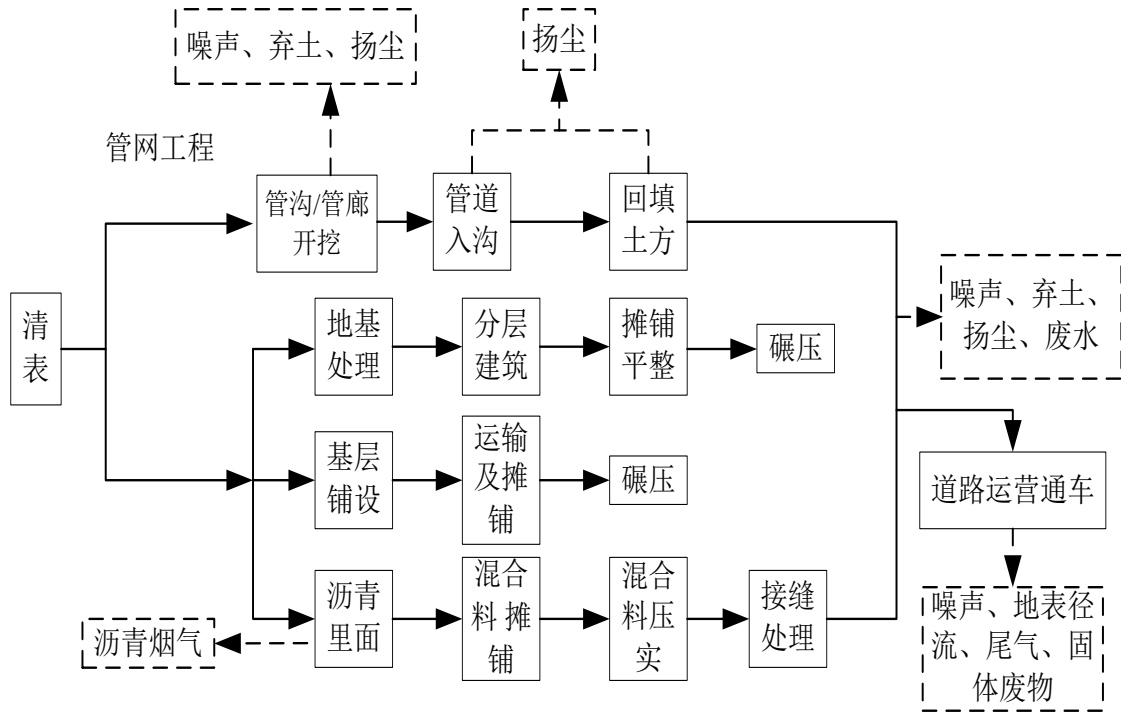 噪声、弃土、扬尘
扬尘
管网工程
管沟/管廊
开挖
管道
入沟
回填
土方
噪声、弃土、
扬尘、废水
清
表
地基
处理
分层
建筑
摊铺
平整
碾压
基层
铺设
运输
及摊
铺
碾压
道路运营通车
沥青
里面
混合
料 摊
铺
混合
料压
实
接缝
处理
沥青烟气
噪声、地表径
流、尾气、固
体废物